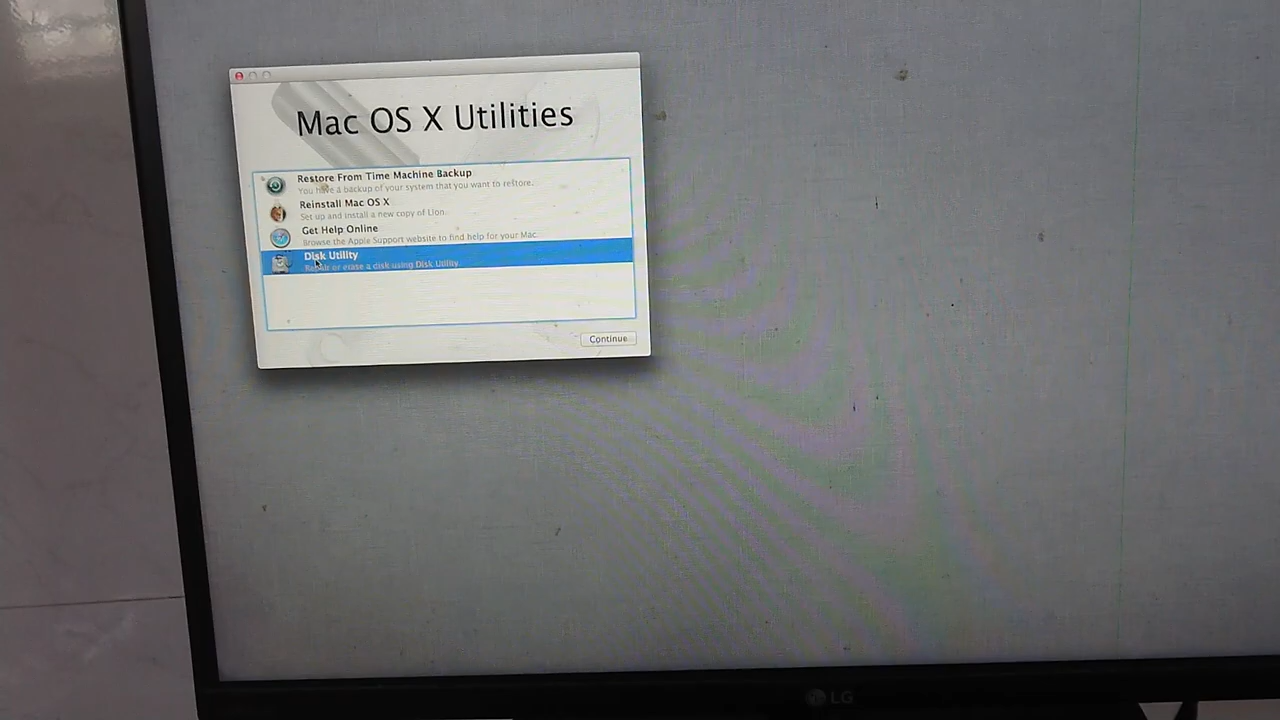 Mac OS X Utilities
Restore From Time Machine Backup
You have a backup of your system that you want to restore.
Reinstall Mac OS X
Set up and install a new copy of Lion.
Get Help Online
Browse the Apple Support website to find help for your Mac.
Disk Utility
Repair or erase a disk using Disk Utility.
Continue
LG